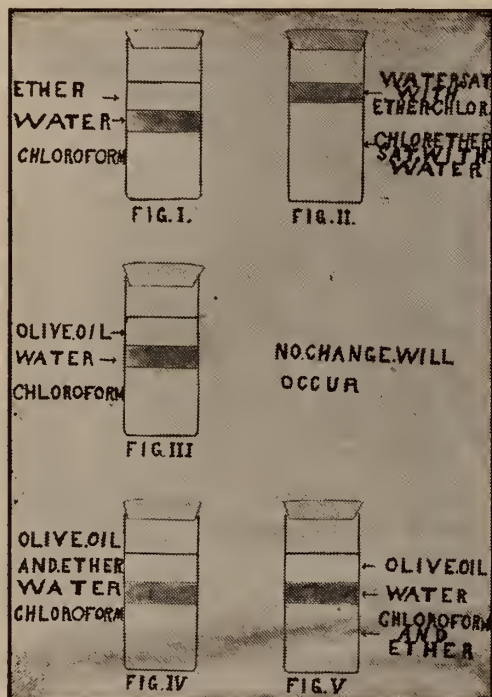 ETHER
WATER
CHLOROFORM
FIG.I.
WATER.SAT
WITH
ETHER.CHLOR.
CHLOR.ETHER
SAT.WITH
WATER
FIG.II.
OLIVE.OIL
WATER
CHLOROFORM
FIG.III
NO.CHANGE.WILL
OCCUR
OLIVE.OIL
AND.ETHER
WATER
CHLOROFORM
FIG.IV
OLIVE.OIL
WATER
CHLOROFORM
AND
ETHER
FIG.V